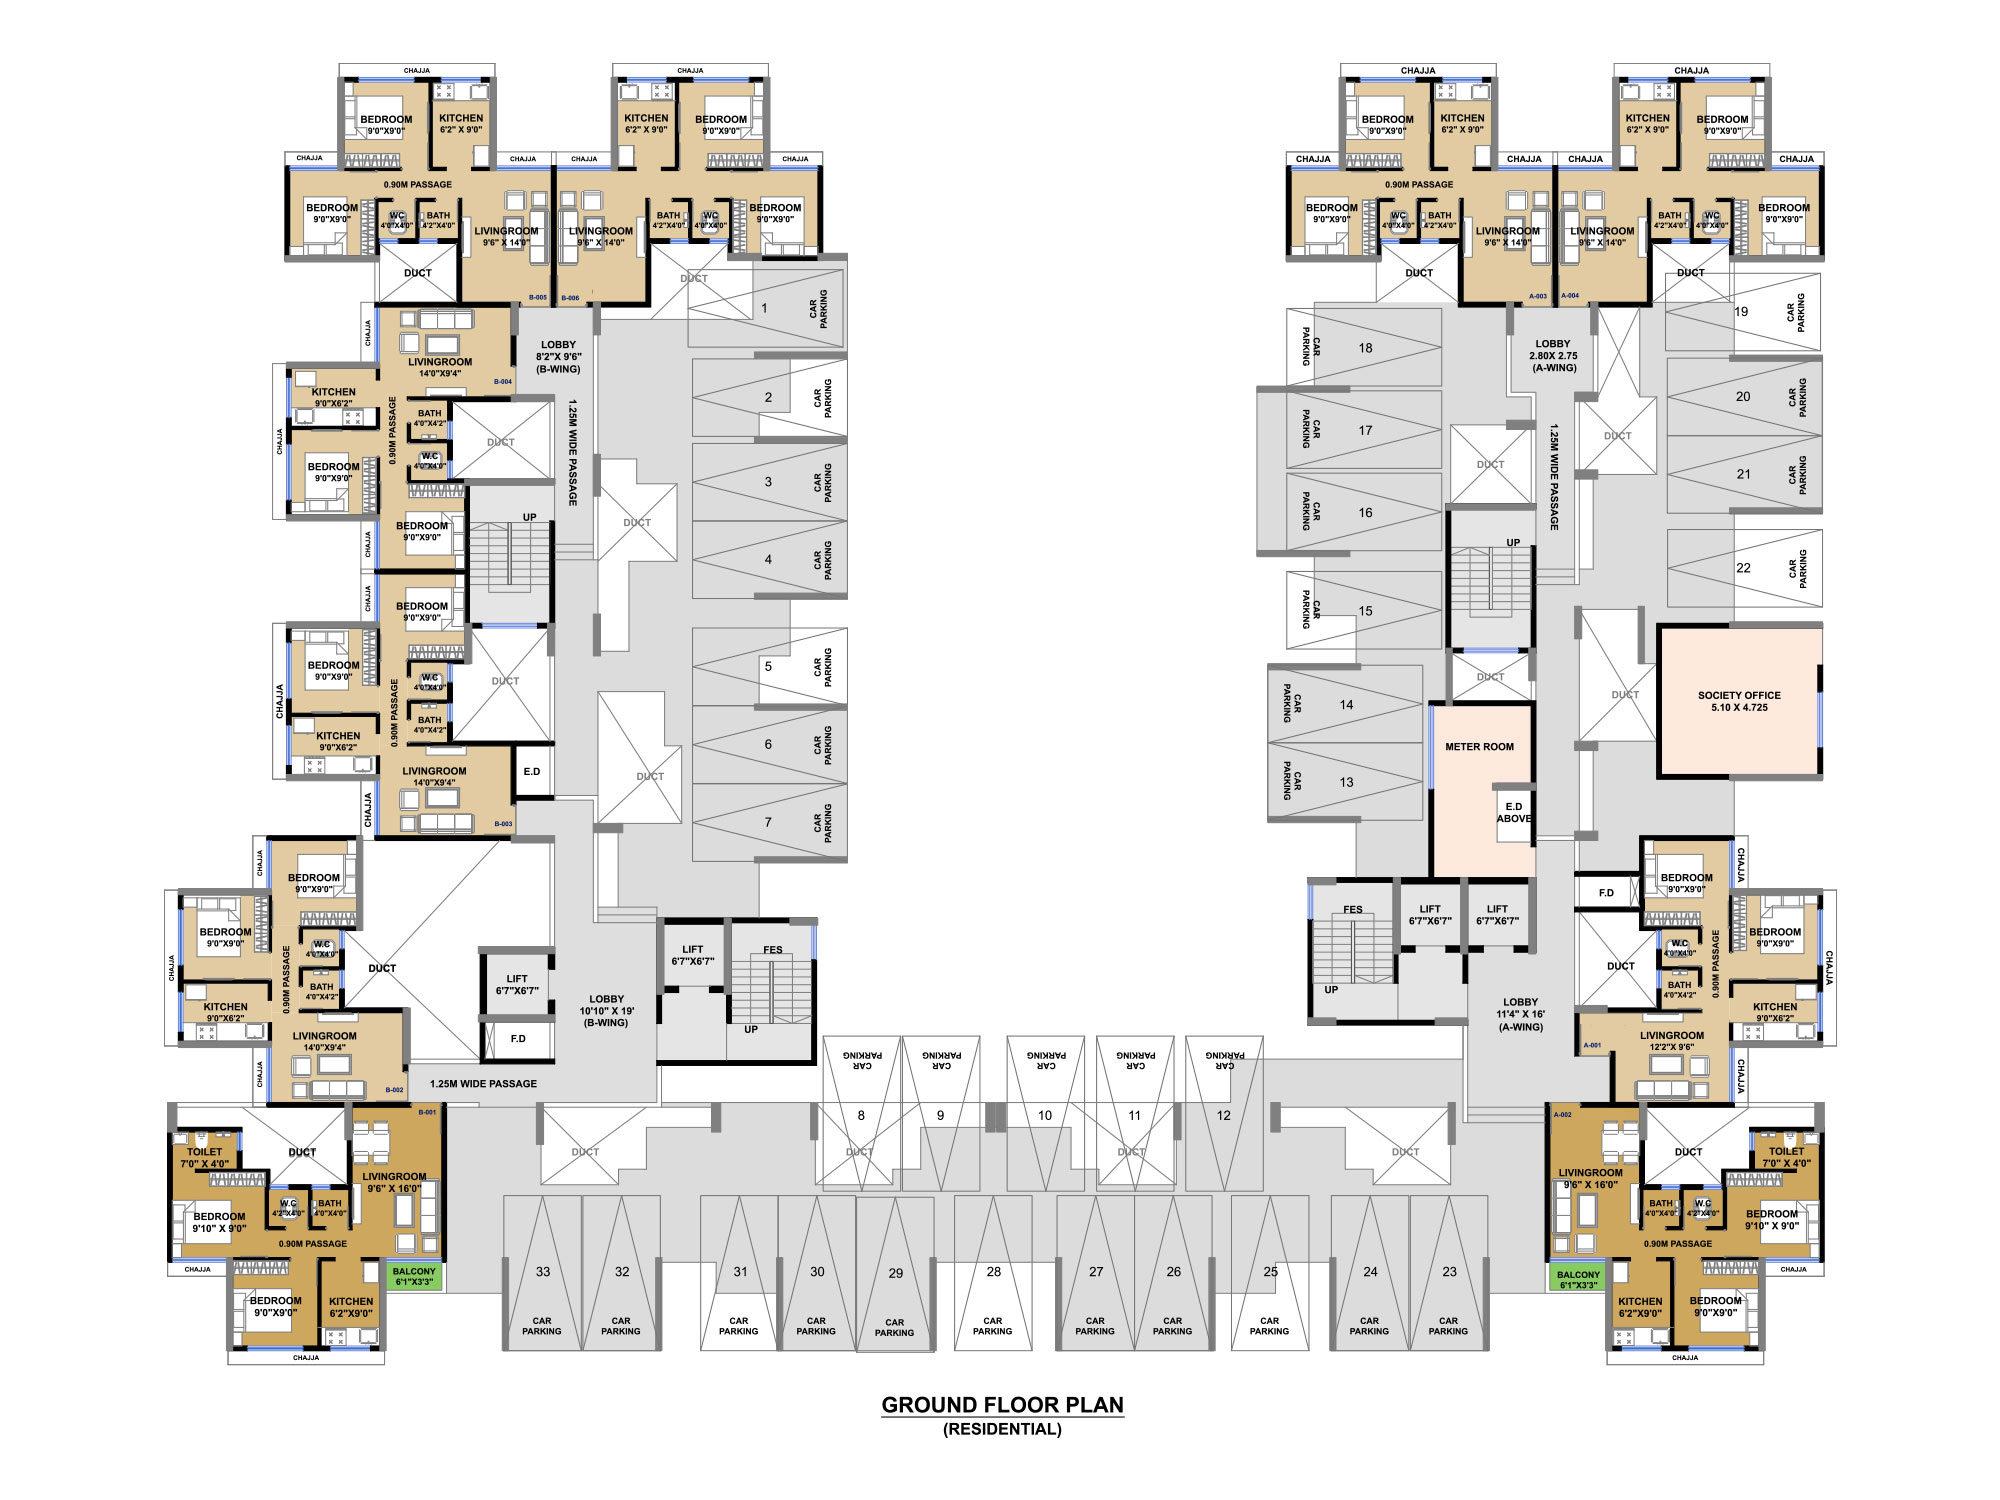 CHAJJA
BEDROOM
9'0"X9'0"
KITCHEN
6'2" X 9'0"
CHAJJA
CHAJJA
0.90M PASSAGE
BEDROOM
9'0"X9'0"
WC
4'0"X4'0"
BATH
4'2"X4'0"
LIVINGROOM
9'6" X 14'0"
DUCT
B-005
CHAJJA
KITCHEN
6'2" X 9'0"
BEDROOM
9'0"X9'0"
CHAJJA
CHAJJA
LIVINGROOM
9'6" X 14'0"
BATH
4'2"X4'0"
WC
4'0"X4'0"
BEDROOM
9'0"X9'0"
DUCT
B-006
CHAJJA
LIVINGROOM
14'0"X9'4"
B-004
LOBBY
8'2"X 9'6"
(B-WING)
KITCHEN
9'0"X6'2"
CHAJJA
0.90M PASSAGE
BATH
4'0"X4'2"
W.C
4'0"X4'0"
DUCT
BEDROOM
9'0"X9'0"
BEDROOM
9'0"X9'0"
CHAJJA
UP
1.25M WIDE PASSAGE
DUCT
CHAJJA
BEDROOM
9'0"X9'0"
BEDROOM
9'0"X9'0"
W.C
4'0"X4'0"
BATH
4'0"X4'2"
0.90M PASSAGE
CHAJJA
KITCHEN
9'0"X6'2"
LIVINGROOM
14'0"X9'4"
B-003
CHAJJA
DUCT
E.D
DUCT
1
CAR
PARKING
2
CAR
PARKING
3
CAR
PARKING
4
CAR
PARKING
5
CAR
PARKING
6
CAR
PARKING
7
CAR
PARKING
CHAJJA
BEDROOM
9'0"X9'0"
BEDROOM
9'0"X9'0"
W.C
4'0"X4'0"
BATH
4'0"X4'2"
0.90M PASSAGE
CHAJJA
KITCHEN
9'0"X6'2"
LIVINGROOM
14'0"X9'4"
B-002
CHAJJA
DUCT
LIFT
6'7"X6'7"
F.D
LOBBY
10'10" X 19'
(B-WING)
LIFT
6'7"X6'7"
FES
UP
1.25M WIDE PASSAGE
B-001
TOILET
7'0" X 4'0"
DUCT
LIVINGROOM
9'6" X 16'0"
BEDROOM
9'10" X 9'0"
W.C
4'2"X4'0"
BATH
4'0"X4'0"
0.90M PASSAGE
CHAJJA
BALCONY
6'1"X3'3"
BEDROOM
9'0"X9'0"
KITCHEN
6'2"X9'0"
CHAJJA
DUCT
CAR
PARKING
8
DUCT
CAR
PARKING
9
CAR
PARKING
10
CAR
PARKING
11
DUCT
CAR
PARKING
12
DUCT
33
CAR
PARKING
32
CAR
PARKING
31
CAR
PARKING
30
CAR
PARKING
29
CAR
PARKING
28
CAR
PARKING
27
CAR
PARKING
26
CAR
PARKING
25
CAR
PARKING
24
CAR
PARKING
23
CAR
PARKING
CHAJJA
BEDROOM
9'0"X9'0"
KITCHEN
6'2" X 9'0"
CHAJJA
CHAJJA
0.90M PASSAGE
BEDROOM
9'0"X9'0"
WC
4'0"X4'0"
BATH
4'2"X4'0"
LIVINGROOM
9'6" X 14'0"
DUCT
A-003
CHAJJA
KITCHEN
6'2" X 9'0"
BEDROOM
9'0"X9'0"
CHAJJA
CHAJJA
LIVINGROOM
9'6" X 14'0"
BATH
4'2"X4'0"
WC
4'0"X4'0"
BEDROOM
9'0"X9'0"
DUCT
A-004
LOBBY
2.80X 2.75
(A-WING)
18
CAR
PARKING
17
CAR
PARKING
16
CAR
PARKING
15
CAR
PARKING
14
CAR
PARKING
13
CAR
PARKING
DUCT
UP
1.25M WIDE PASSAGE
DUCT
DUCT
DUCT
19
CAR
PARKING
20
CAR
PARKING
21
CAR
PARKING
22
CAR
PARKING
SOCIETY OFFICE
5.10 X 4.725
METER ROOM
E.D
ABOVE
FES
UP
LIFT
6'7"X6'7"
LIFT
6'7"X6'7"
LOBBY
11'4" X 16'
(A-WING)
F.D
DUCT
BEDROOM
9'0"X9'0"
CHAJJA
BEDROOM
9'0"X9'0"
W.C
4'0"X4'0"
BATH
4'0"X4'2"
0.90M PASSAGE
CHAJJA
KITCHEN
9'0"X6'2"
LIVINGROOM
12'2"X 9'6"
A-001
CHAJJA
A-002
DUCT
TOILET
7'0" X 4'0"
LIVINGROOM
9'6" X 16'0"
BATH
4'0"X4'0"
W.C
4'2"X4'0"
BEDROOM
9'10" X 9'0"
0.90M PASSAGE
CHAJJA
BALCONY
6'1"X3'3"
KITCHEN
6'2"X9'0"
BEDROOM
9'0"X9'0"
CHAJJA
GROUND FLOOR PLAN
(RESIDENTIAL)